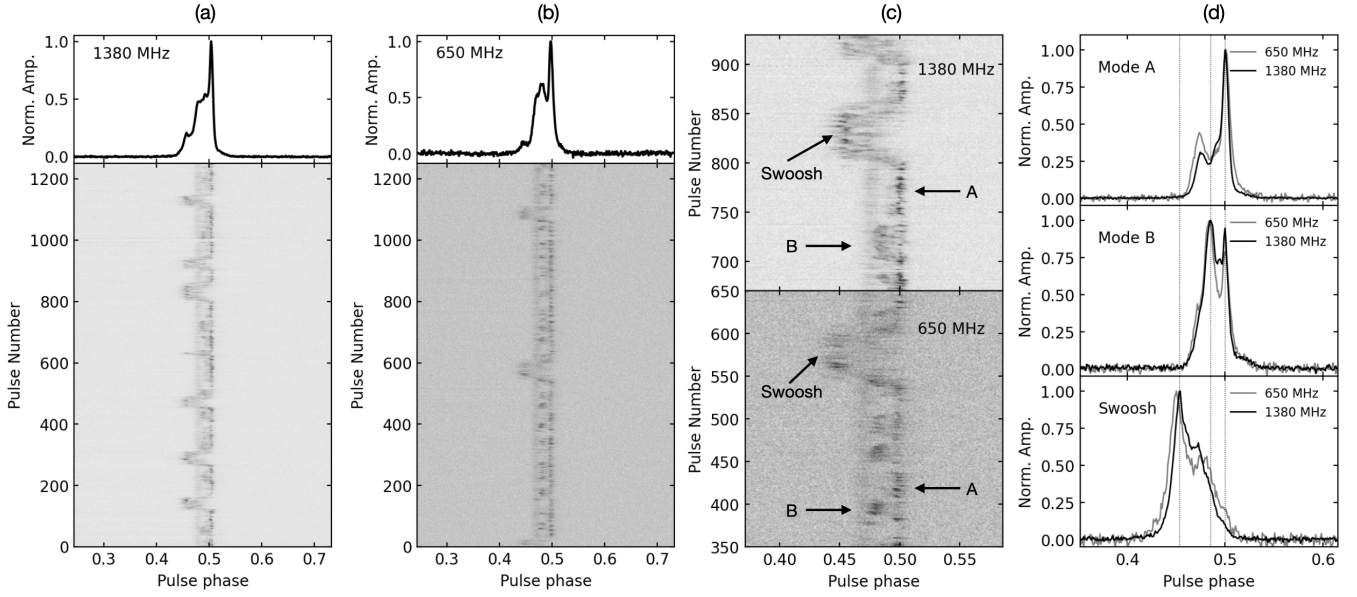 (a)
1380 MHz
Norm. Amp.
1.0
0.5
0.0
Pulse Number
1200
1000
800
600
400
200
0
0.3 0.4 0.5 0.6 0.7
Pulse phase
(b)
650 MHz
Norm. Amp.
1.0
0.5
0.0
Pulse Number
1200
1000
800
600
400
200
0
0.3 0.4 0.5 0.6 0.7
Pulse phase
(c)
1380 MHz
Pulse Number
900
850
800
750
700
650
Swoosh
A
B
650 MHz
Pulse Number
600
550
500
450
400
350
Swoosh
A
B
0.40 0.45 0.50 0.55
Pulse phase
(d)
Mode A
650 MHz
1380 MHz
Norm. Amp.
1.00
0.75
0.50
0.25
0.00
Mode B
650 MHz
1380 MHz
Norm. Amp.
1.00
0.75
0.50
0.25
0.00
Swoosh
650 MHz
1380 MHz
Norm. Amp.
1.00
0.75
0.50
0.25
0.00
0.4 0.5 0.6
Pulse phase